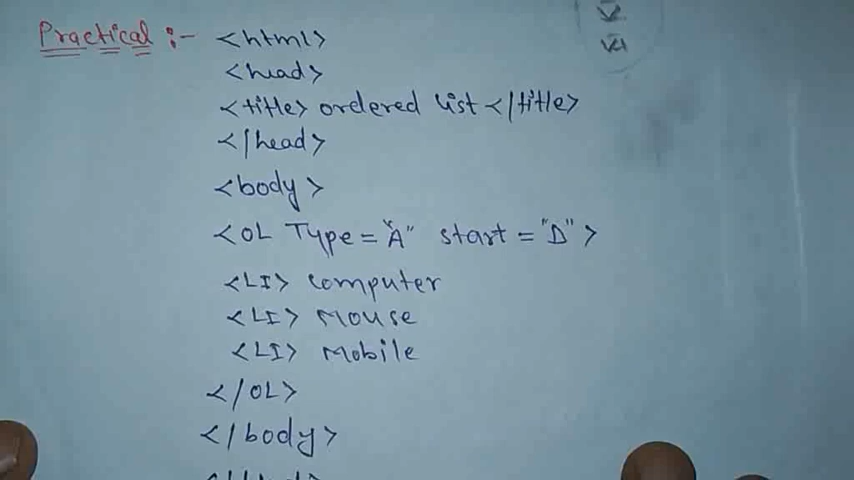 Practical :- <html>
<head>
<title> ordered list </title>
</head>
<body>
<OL Type = "A" start = "D">
<LI> Computer
<LI> Mouse
<LI> Mobile
</OL>
</body>
</html>